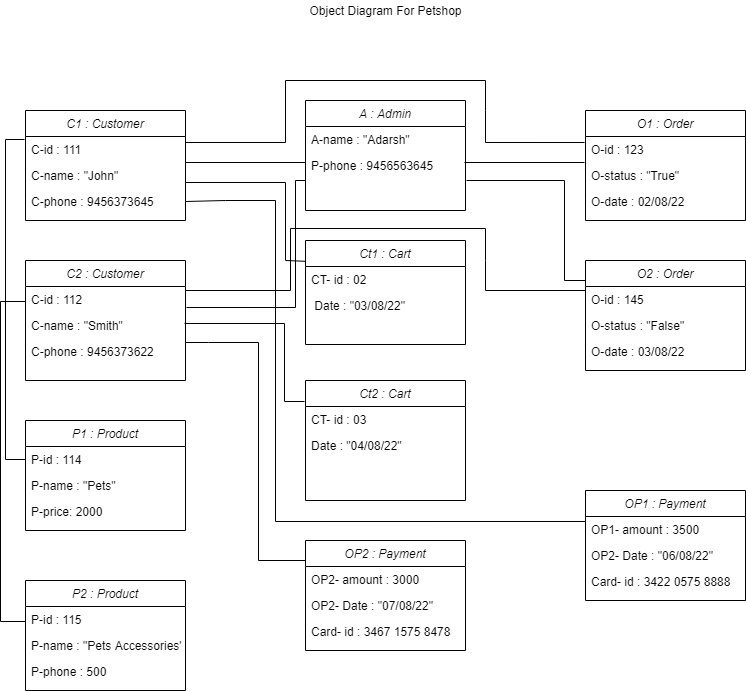 Object Diagram For Petshop
C1 : Customer
C-id : 111
C-name : "John"
C-phone : 9456373645
A : Admin
A-name : "Adarsh"
P-phone : 9456563645
O1 : Order
O-id : 123
O-status : "True"
O-date : 02/08/22
C2 : Customer
C-id : 112
C-name : "Smith"
C-phone : 9456373622
Ct1 : Cart
CT- id : 02
Date : "03/08/22"
O2 : Order
O-id : 145
O-status : "False"
O-date : 03/08/22
Ct2 : Cart
CT- id : 03
Date : "04/08/22"
P1 : Product
P-id : 114
P-name : "Pets"
P-price: 2000
OP1 : Payment
OP1- amount : 3500
OP2- Date : "06/08/22"
Card- id : 3422 0575 8888
OP2 : Payment
OP2- amount : 3000
OP2- Date : "07/08/22"
Card- id : 3467 1575 8478
P2 : Product
P-id : 115
P-name : "Pets Accessories'
P-phone : 500